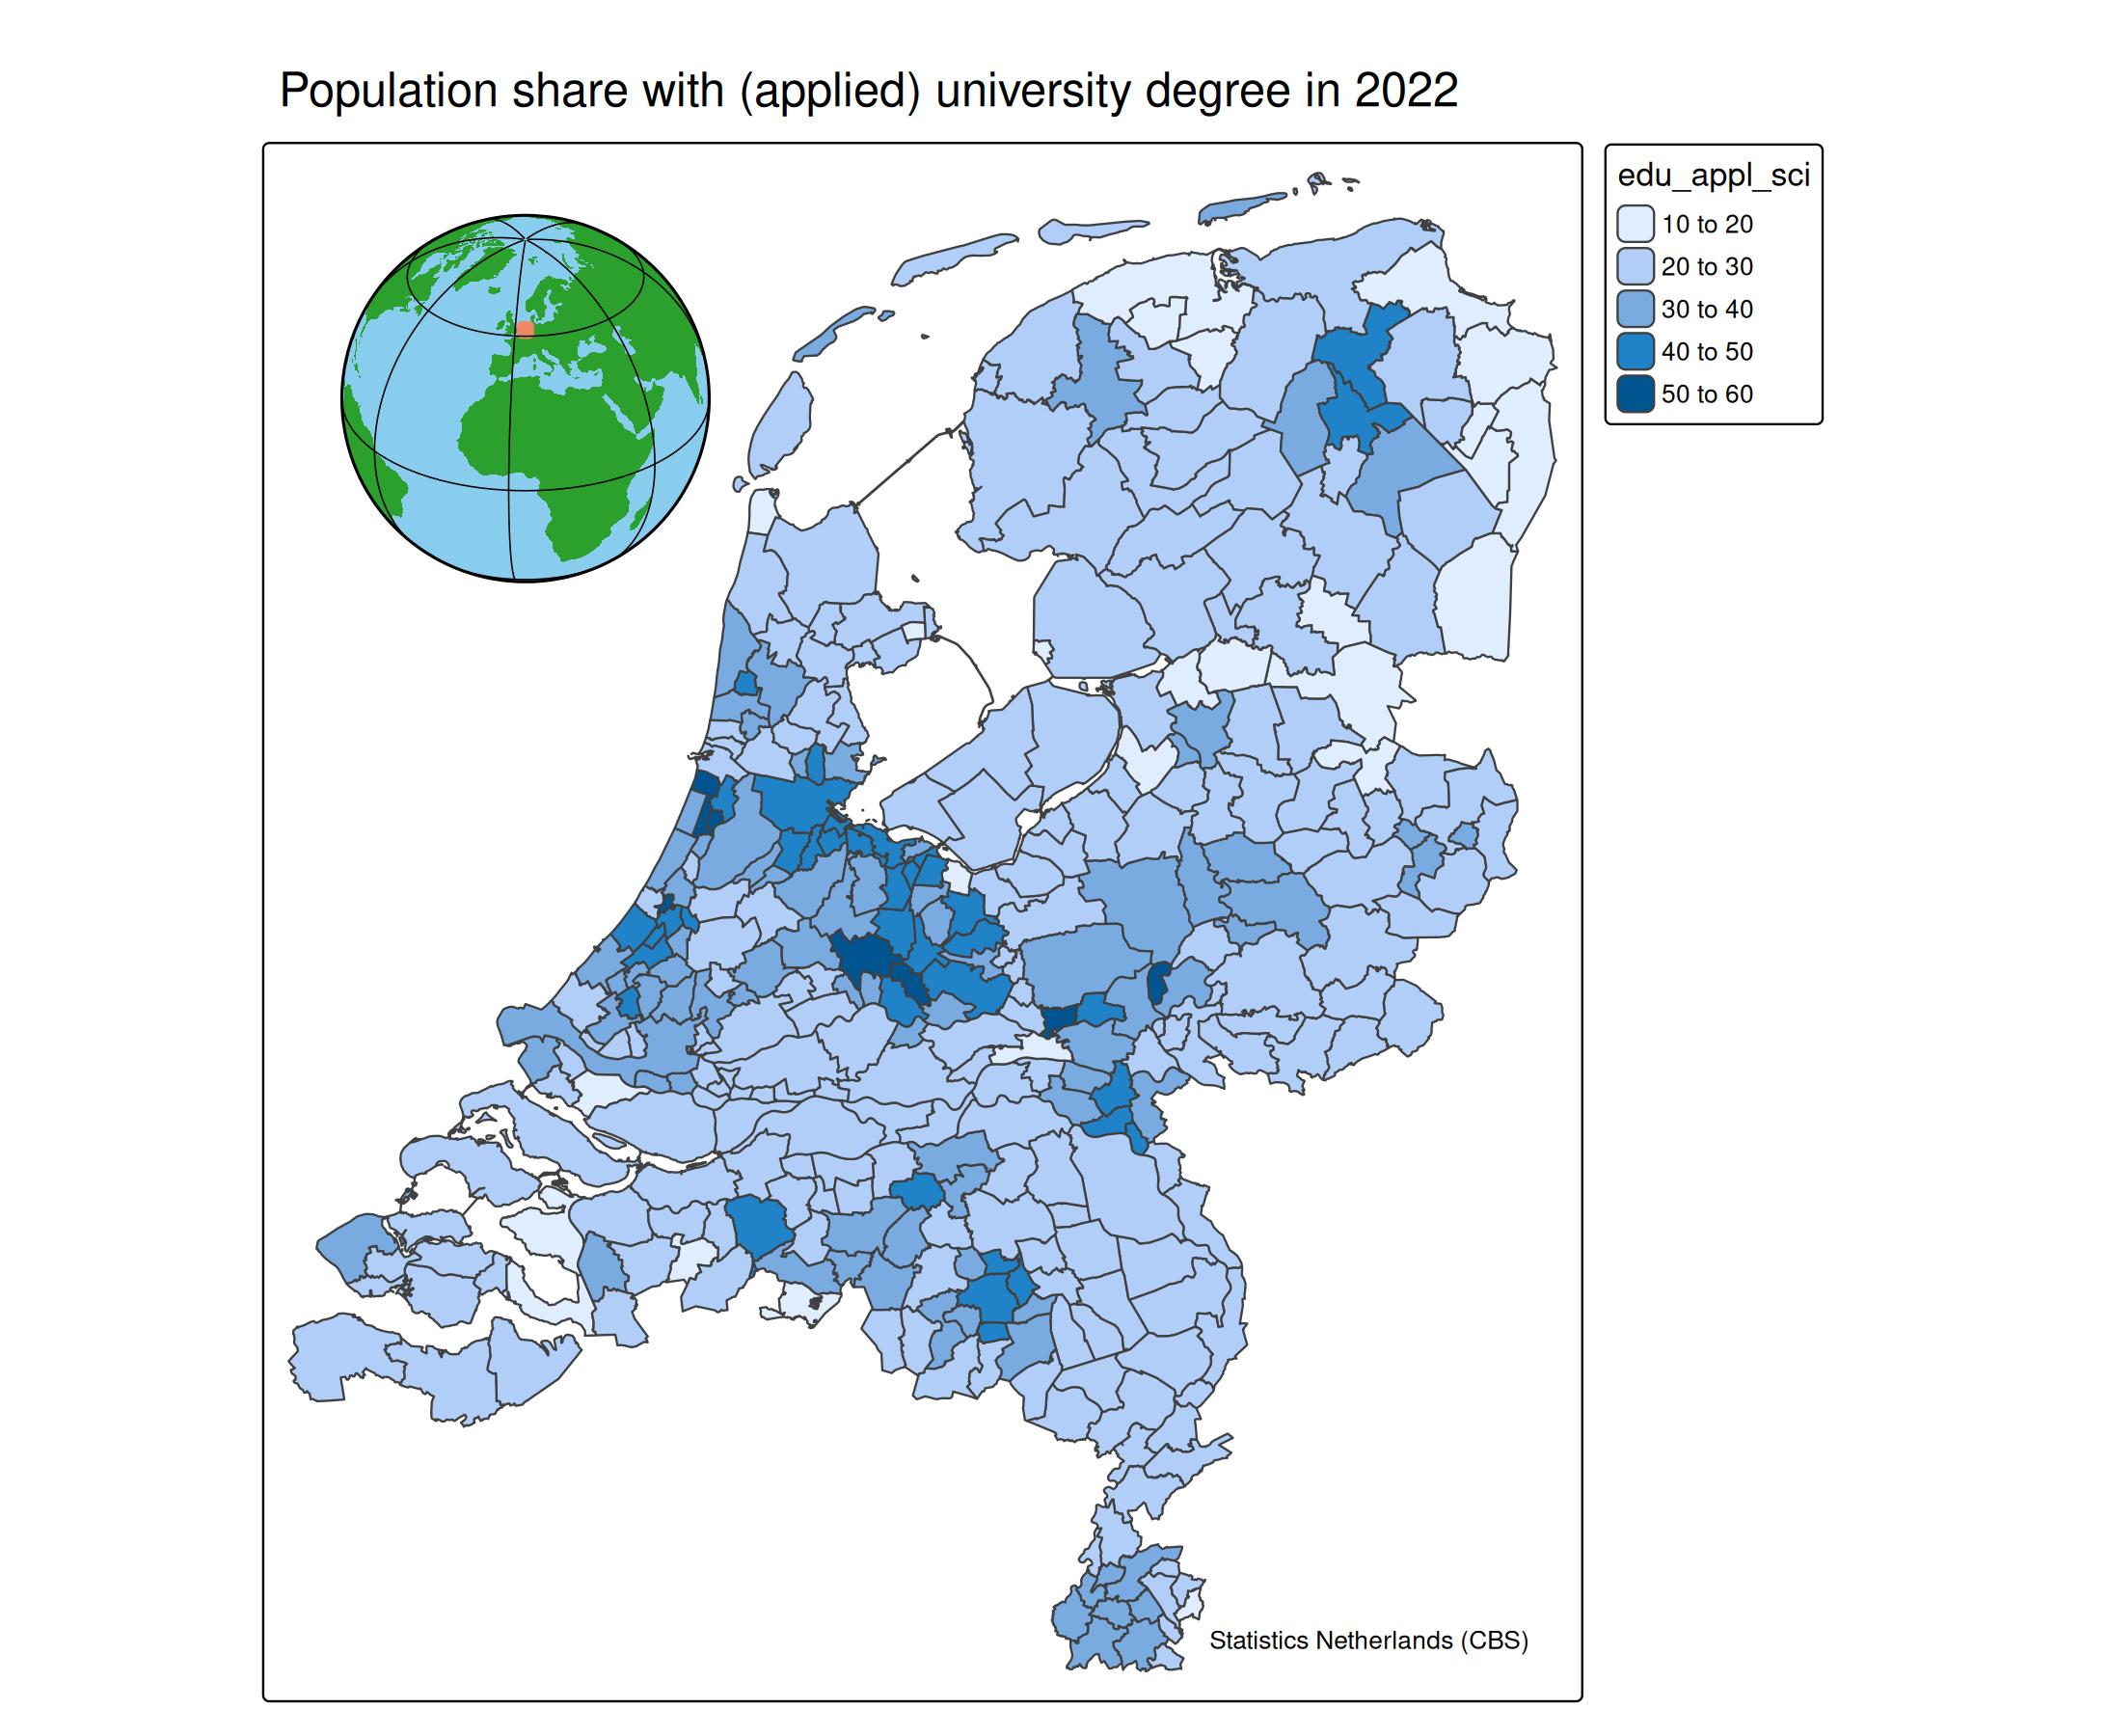 Population share with (applied) university degree in 2022
edu_appl_sci
10 to 20
20 to 30
30 to 40
40 to 50
50 to 60
Statistics Netherlands (CBS)